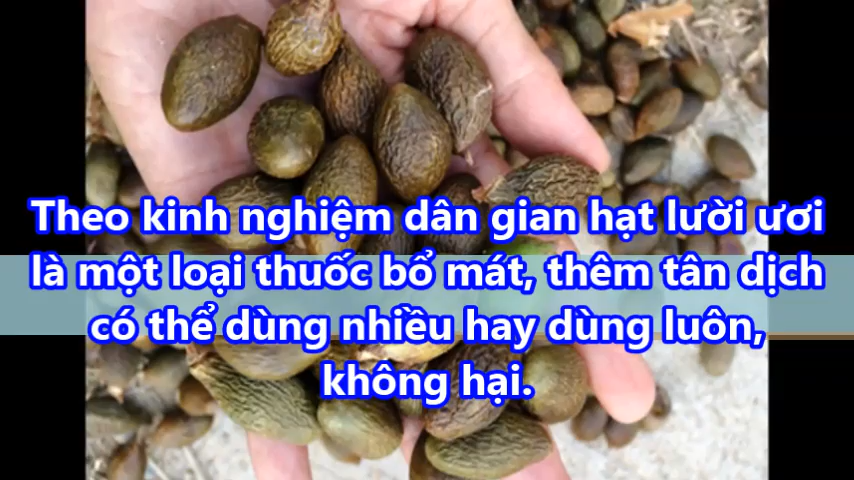 Theo kinh nghiệm dân gian hạt lười ươi
là một loại thuốc bổ mát, thêm tân dịch
có thể dùng nhiều hay dùng luôn,
không hại.